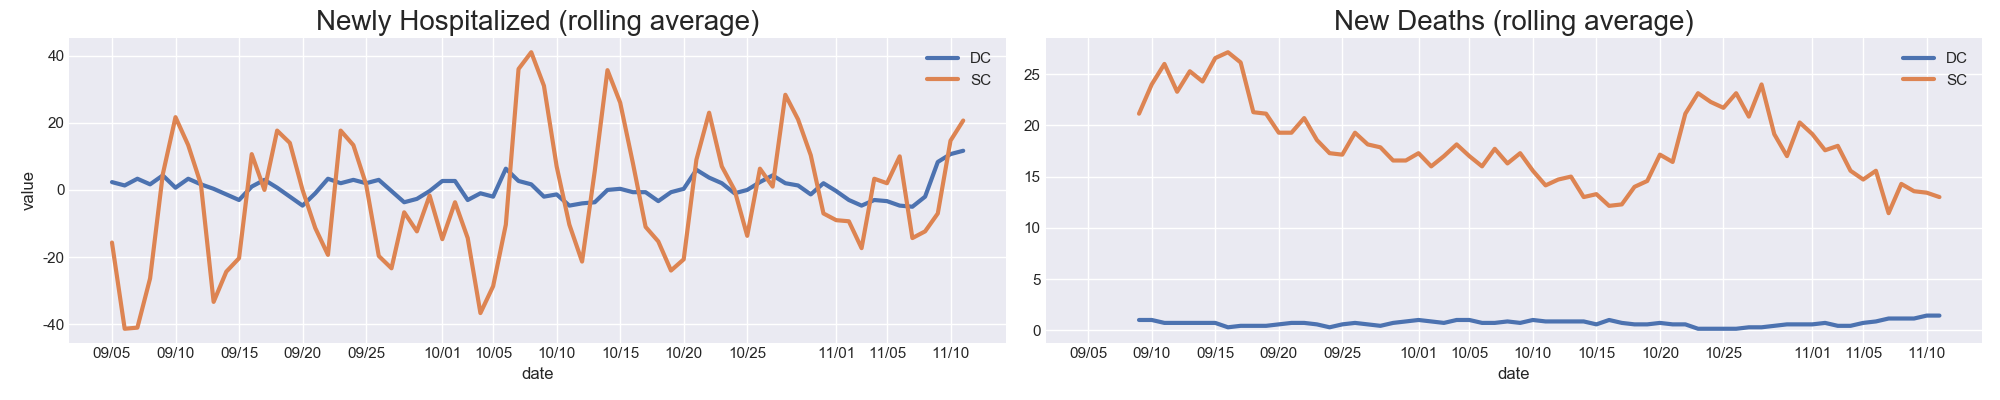 Newly Hospitalized (rolling average)
DC
SC
40
20
0
-20
-40
value
09/05 09/10 09/15 09/20 09/25 10/01 10/05 10/10 10/15 10/20 10/25 11/01 11/05 11/10
date
New Deaths (rolling average)
DC
SC
25
20
15
10
5
0
09/05 09/10 09/15 09/20 09/25 10/01 10/05 10/10 10/15 10/20 10/25 11/01 11/05 11/10
date